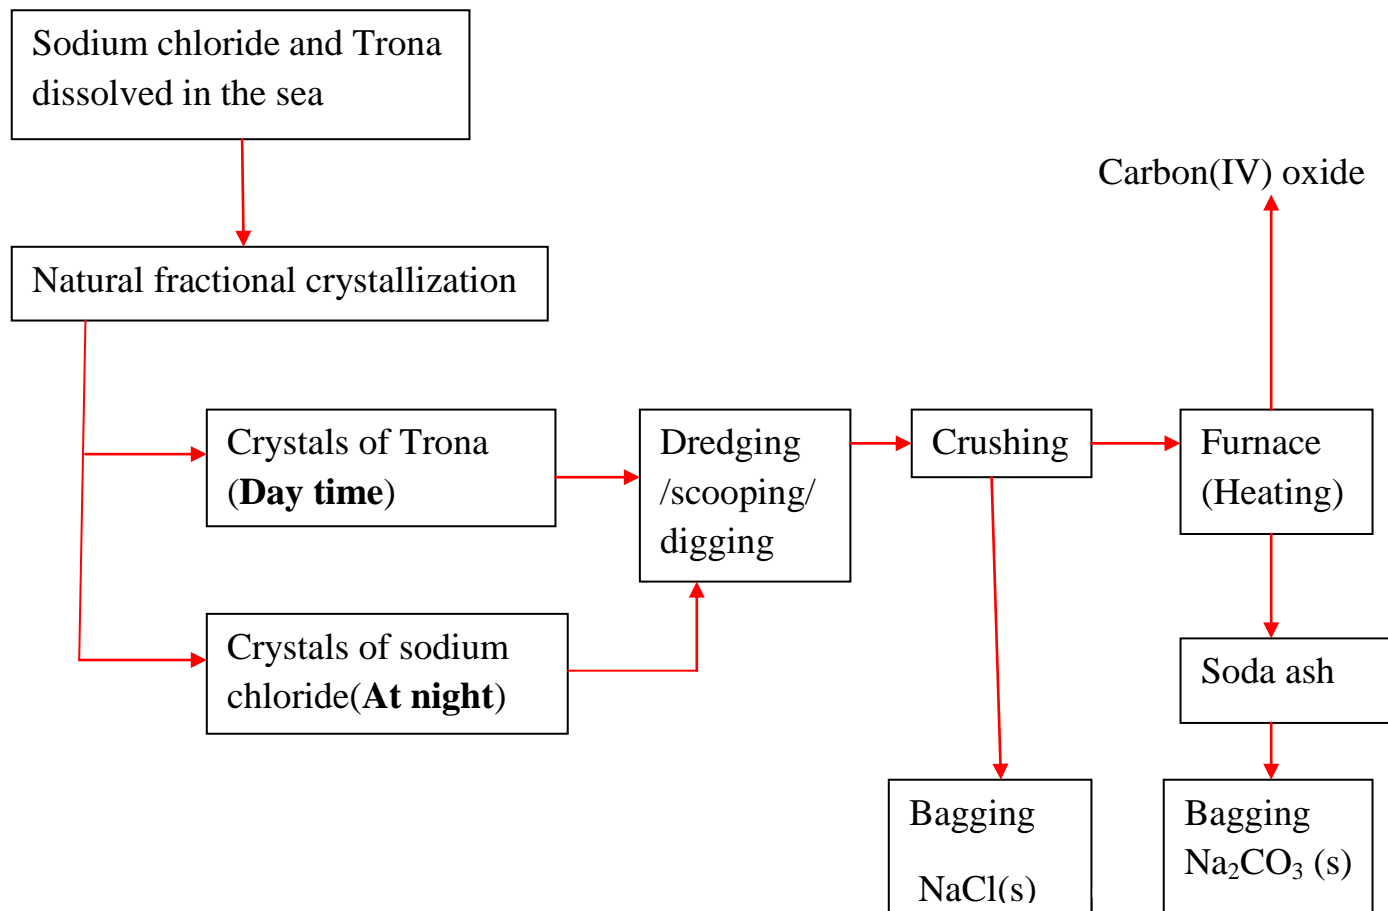 Sodium chloride and Trona
dissolved in the sea
Carbon(IV) oxide
Natural fractional crystallization
Crystals of Trona
(Day time)
Dredging
/scooping/
digging
Crushing
Furnace
(Heating)
Crystals of sodium
chloride(At night)
Soda ash
Bagging
NaCl(s)
Bagging
Na₂CO₃ (s)